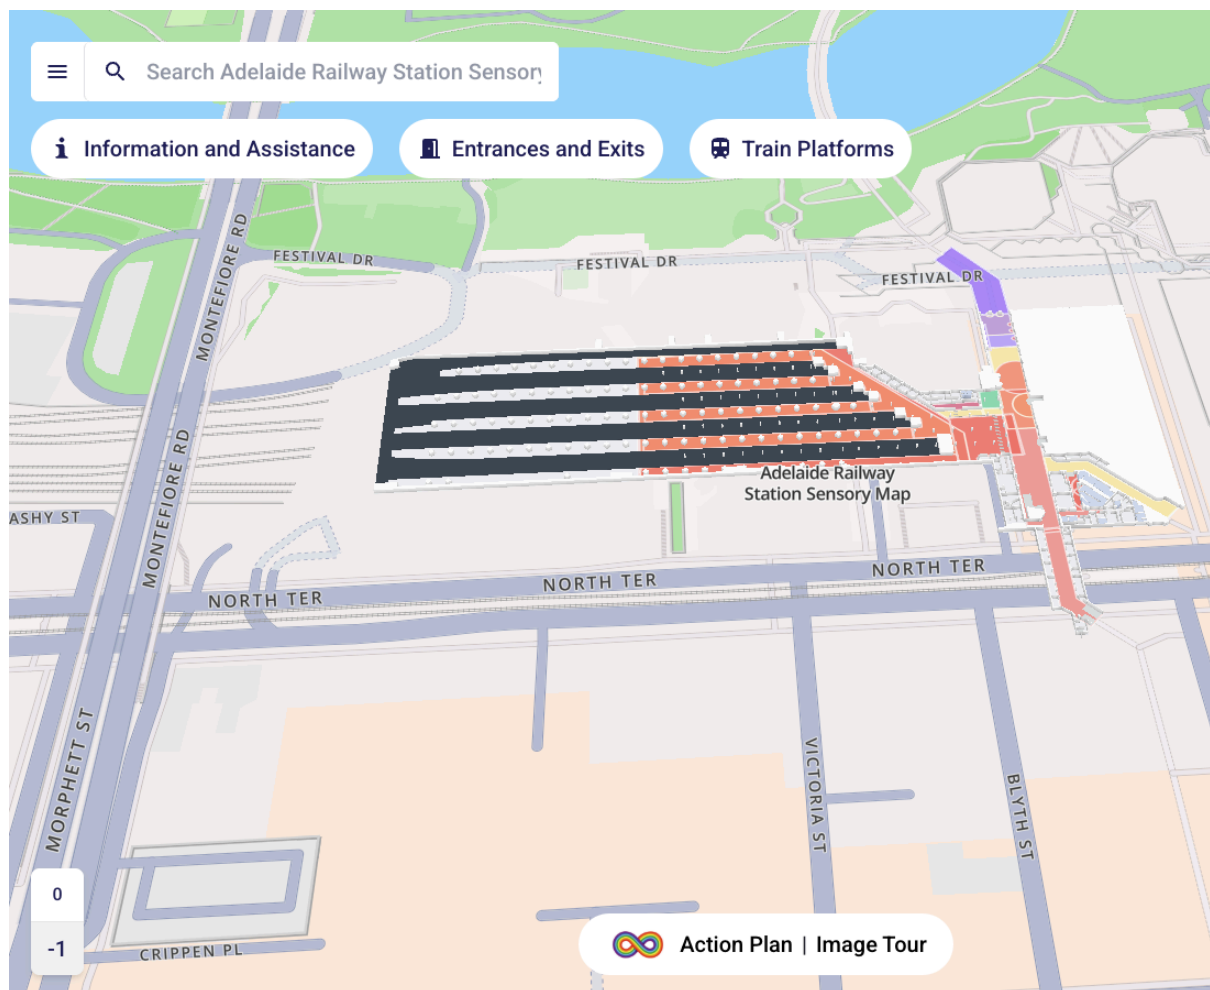 Search Adelaide Railway Station Sensory
Information and Assistance
Entrances and Exits
Train Platforms
MONTEFIORE RD
FESTIVAL DR
FESTIVAL DR
FESTIVAL DR
Adelaide Railway
Station Sensory Map
MONTEFIORE RD
ASHY ST
NORTH TER
NORTH TER
NORTH TER
MORPHETT ST
VICTORIA ST
BLYTH ST
0
-1
CRIPPEN PL
Action Plan | Image Tour